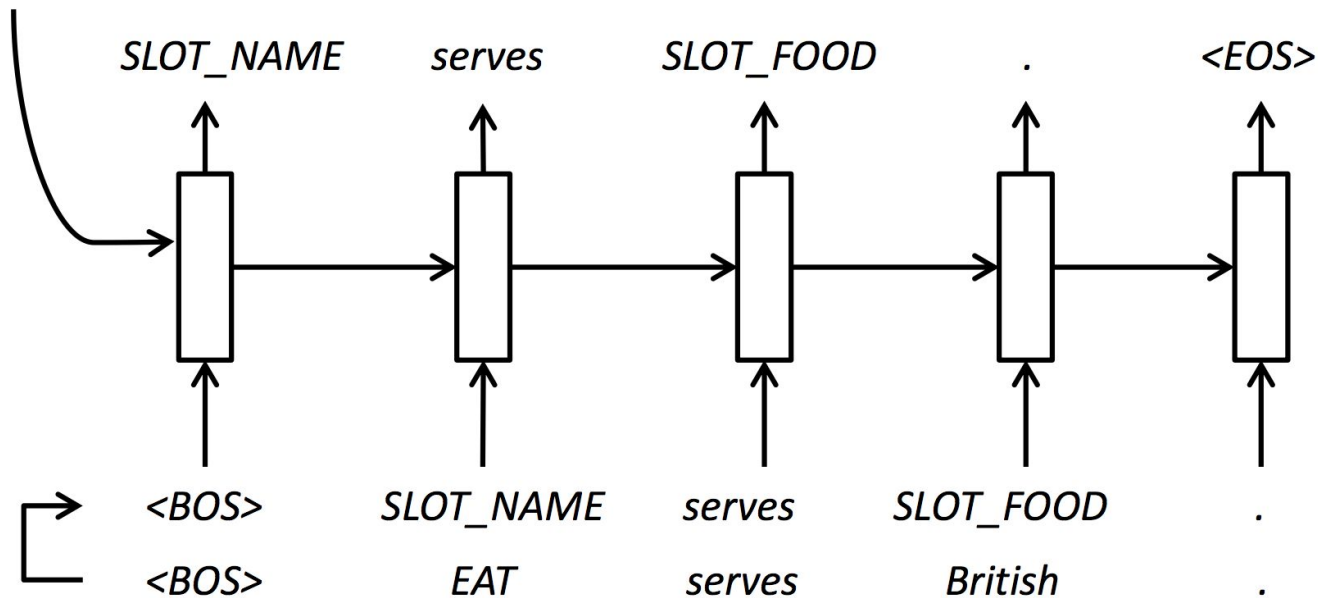 SLOT_NAME serves SLOT_FOOD . <EOS>
<BOS> SLOT_NAME serves SLOT_FOOD .
<BOS> EAT serves British .